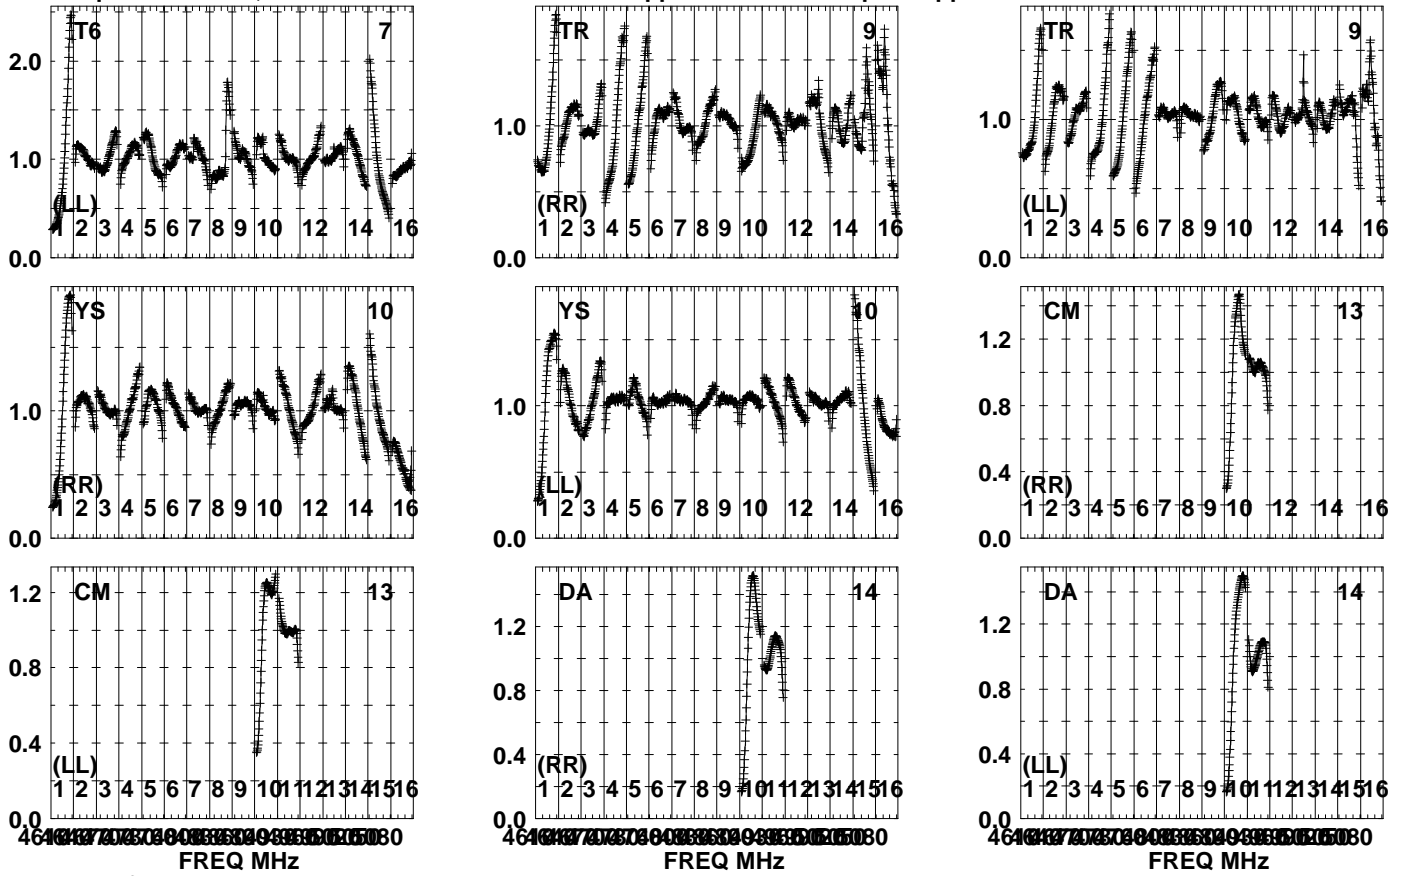 T6 7
2.0
1.0
(LL)
1 2 3 4 5 6 7 8 9 10 12 14 16
0.0
TR 9
1.0
(RR)
1 2 3 4 5 6 7 8 9 10 12 14 16
0.0
TR 9
1.0
(LL)
1 2 3 4 5 6 7 8 9 10 12 14 16
0.0
YS 10
1.0
(RR)
1 2 3 4 5 6 7 8 9 10 12 14 16
0.0
YS 10
1.0
(LL)
1 2 3 4 5 6 7 8 9 10 12 14 16
0.0
CM 13
1.2
0.8
0.4
(RR)
1 2 3 4 5 6 7 8 9 10 12 14 16
0.0
CM 13
1.2
0.8
0.4
(LL)
1 2 3 4 5 6 7 8 9 10 11 12 13 14 15 16
0.0
FREQ MHz
DA 14
1.2
0.8
0.4
(RR)
1 2 3 4 5 6 7 8 9 10 11 12 13 14 15 16
0.0
FREQ MHz
DA 14
1.2
0.8
0.4
(LL)
1 2 3 4 5 6 7 8 9 10 11 12 13 14 15 16
0.0
FREQ MHz